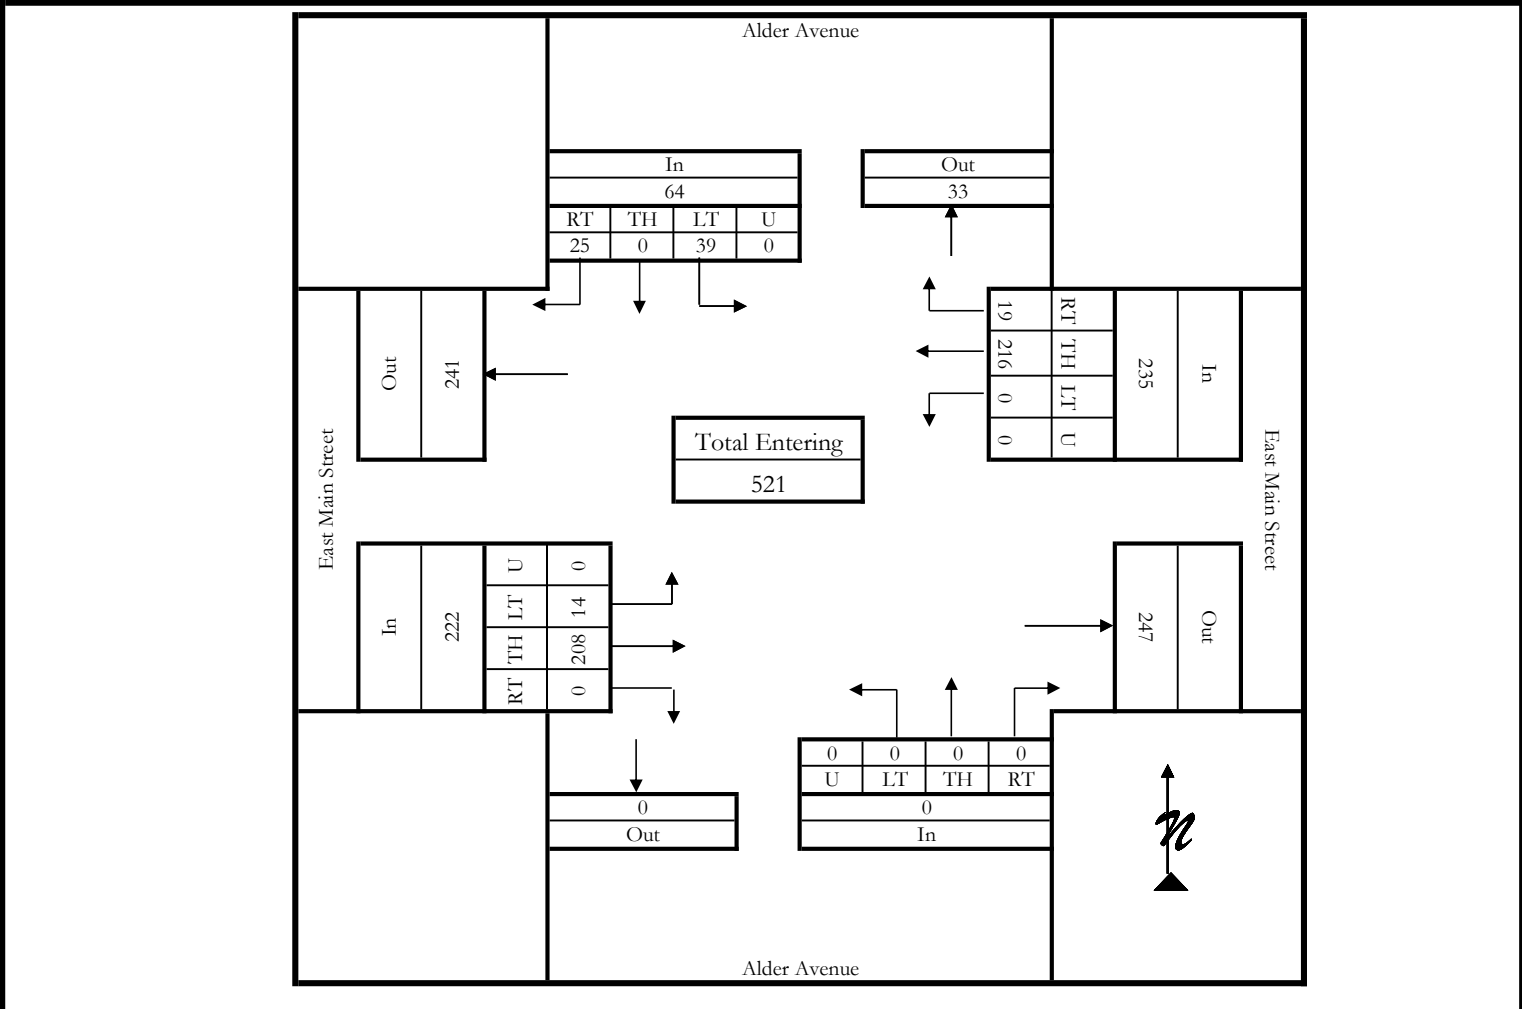 Alder Avenue
In
64
RT TH LT U
25 0 39 0
Out
33
Out
241
RT TH LT U
19 216 0 0
235
In
Total Entering
521
East Main Street
East Main Street
In
222
U LT TH RT
0 14 208 0
247
Out
0
Out
0 0 0 0
U LT TH RT
0
In
N
Alder Avenue